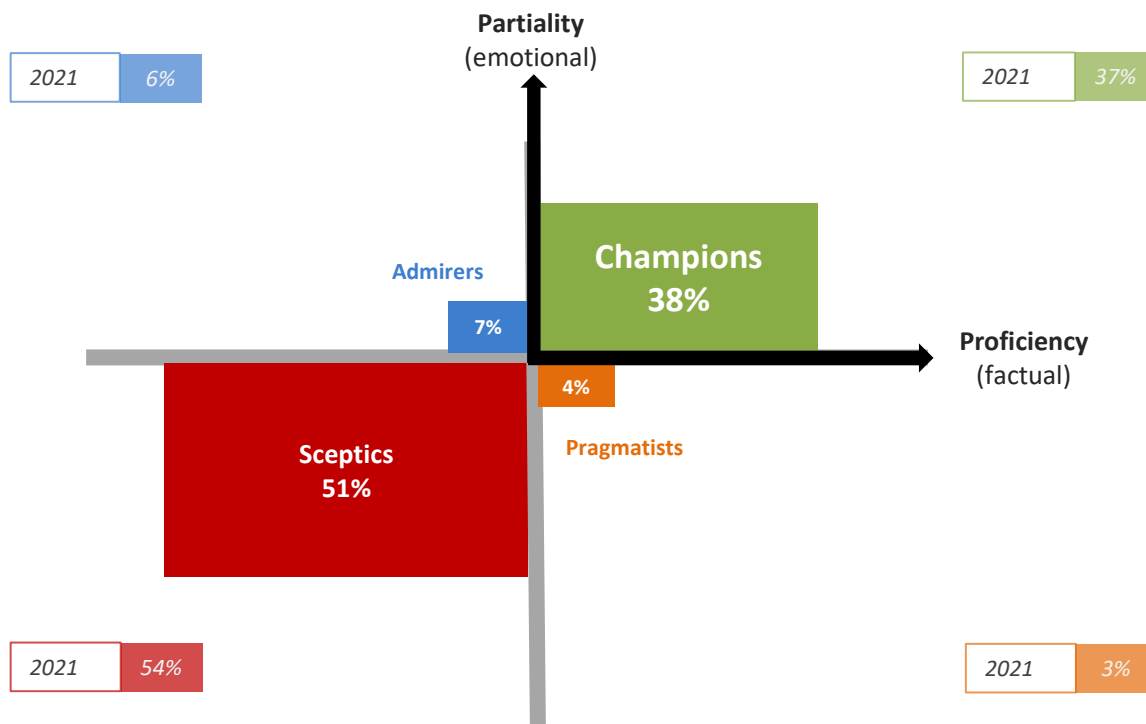 Partiality
(emotional)
2021 6%
2021 37%
Admirers
7%
Champions
38%
Proficiency
(factual)
4%
Pragmatists
Sceptics
51%
2021 54%
2021 3%